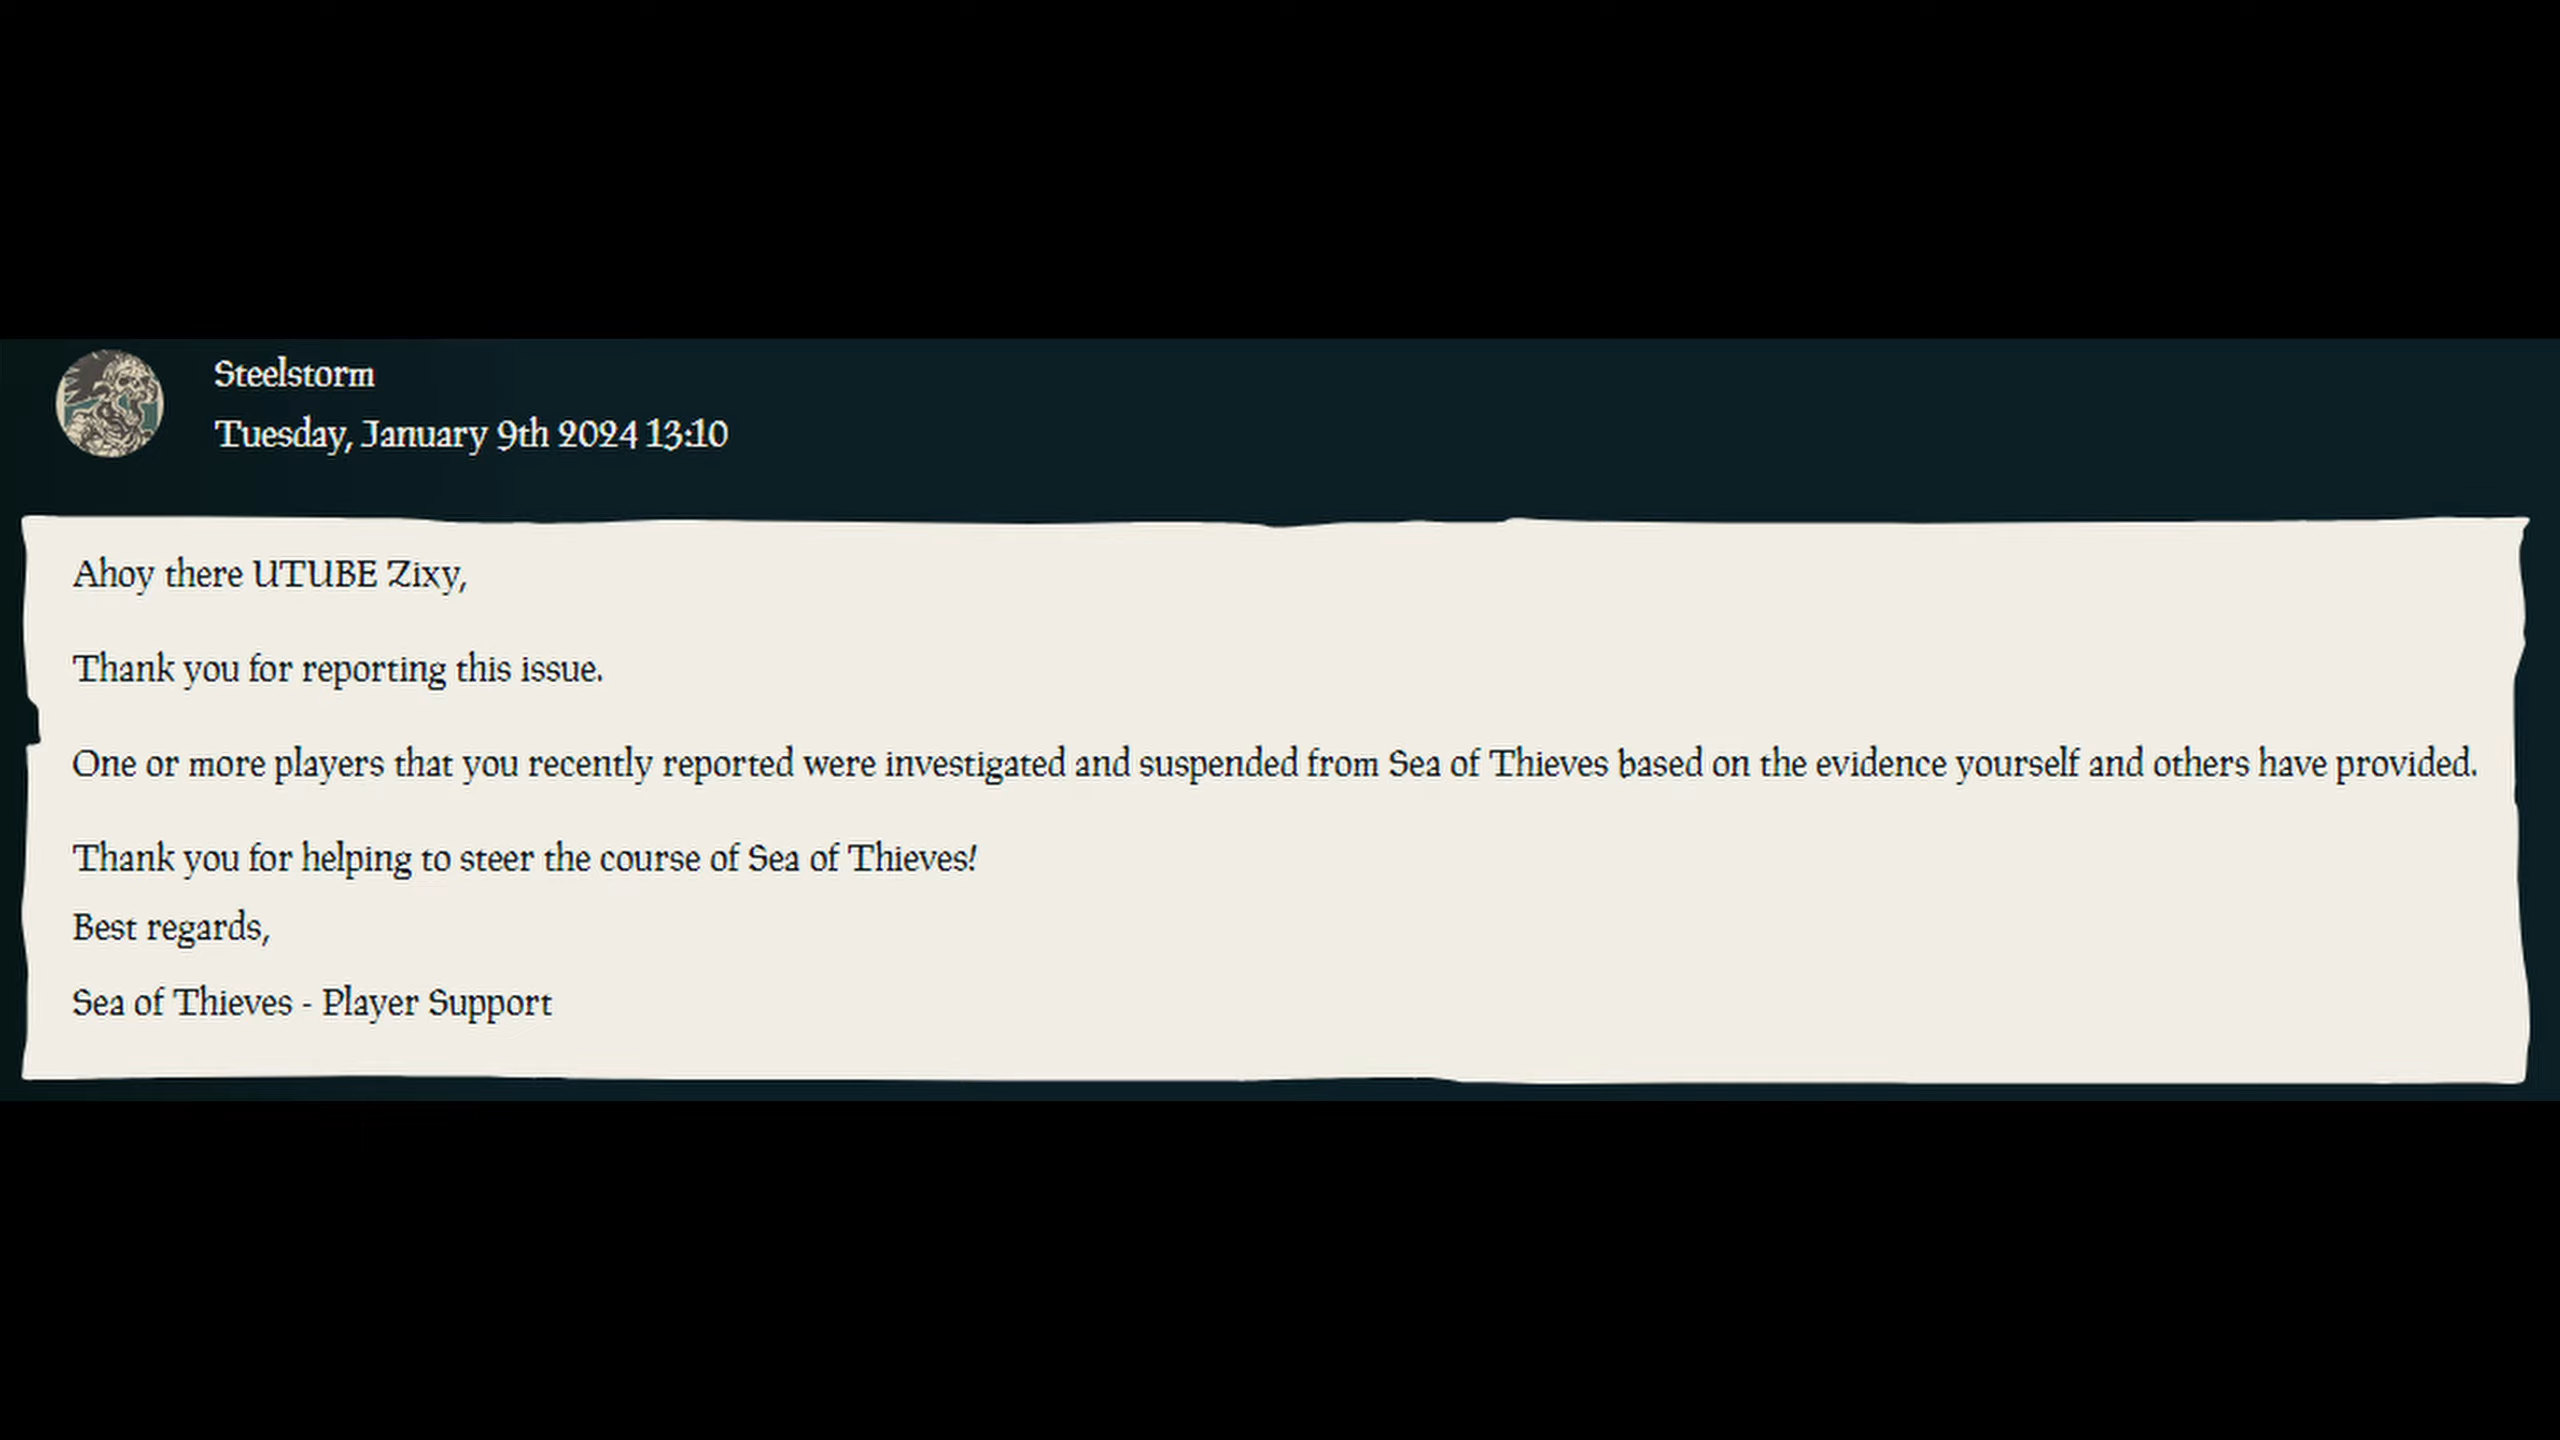 Steelstorm
Tuesday, January 9th 2024 13:10
Ahoy there UTUBE Zixy,
Thank you for reporting this issue.
One or more players that you recently reported were investigated and suspended from Sea of Thieves based on the evidence yourself and others have provided.
Thank you for helping to steer the course of Sea of Thieves!
Best regards,
Sea of Thieves - Player Support